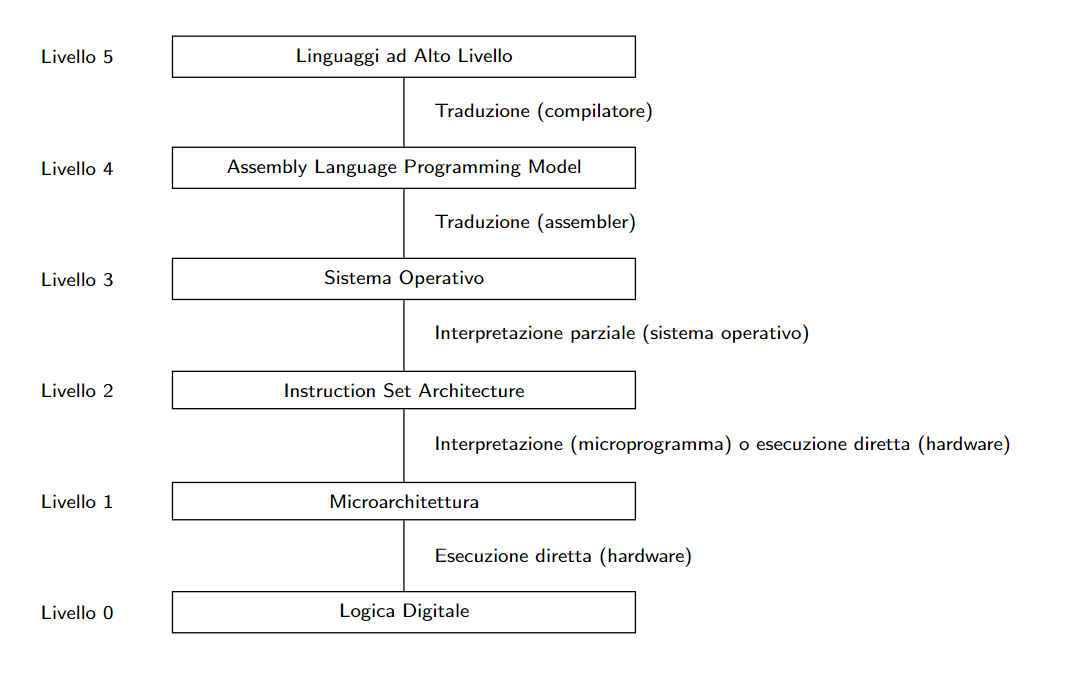 Livello 5 Linguaggi ad Alto Livello
Traduzione (compilatore)
Livello 4 Assembly Language Programming Model
Traduzione (assembler)
Livello 3 Sistema Operativo
Interpretazione parziale (sistema operativo)
Livello 2 Instruction Set Architecture
Interpretazione (microprogramma) o esecuzione diretta (hardware)
Livello 1 Microarchitettura
Esecuzione diretta (hardware)
Livello 0 Logica Digitale